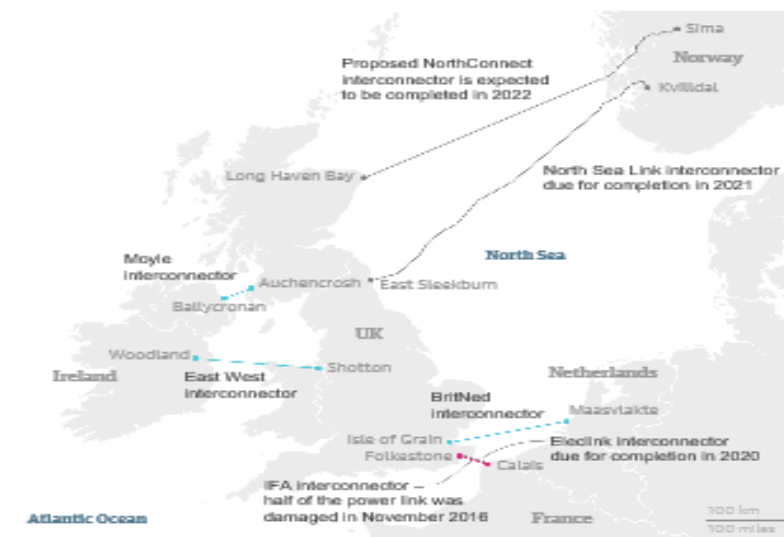 Sima
Norway
Proposed NorthConnect
interconnector is expected
to be completed in 2022
Kvilldal
Long Haven Bay
North Sea Link interconnector
due for completion in 2021
North Sea
Moyle
interconnector
Auchencrosh
East Sleekburn
Ballycronan
UK
Woodland
Shotton
Ireland
East West
interconnector
Netherlands
BritNed
interconnector
Maasvlakte
Isle of Grain
Eleclink interconnector
due for completion in 2020
Folkestone
Calais
IFA interconnector –
half of the power link was
damaged in November 2016
Atlantic Ocean
France
100 km
100 miles